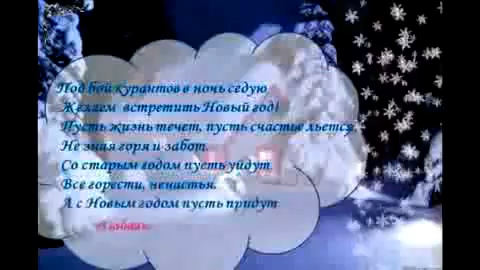 Под бой курантов в ночь седую
Желаем встретить Новый год!
Пусть жизнь течет, пусть счастье льется,
Не зная горя и забот.
Со старым годом пусть уйдут
Все горести, ненастья.
А с Новым годом пусть придут